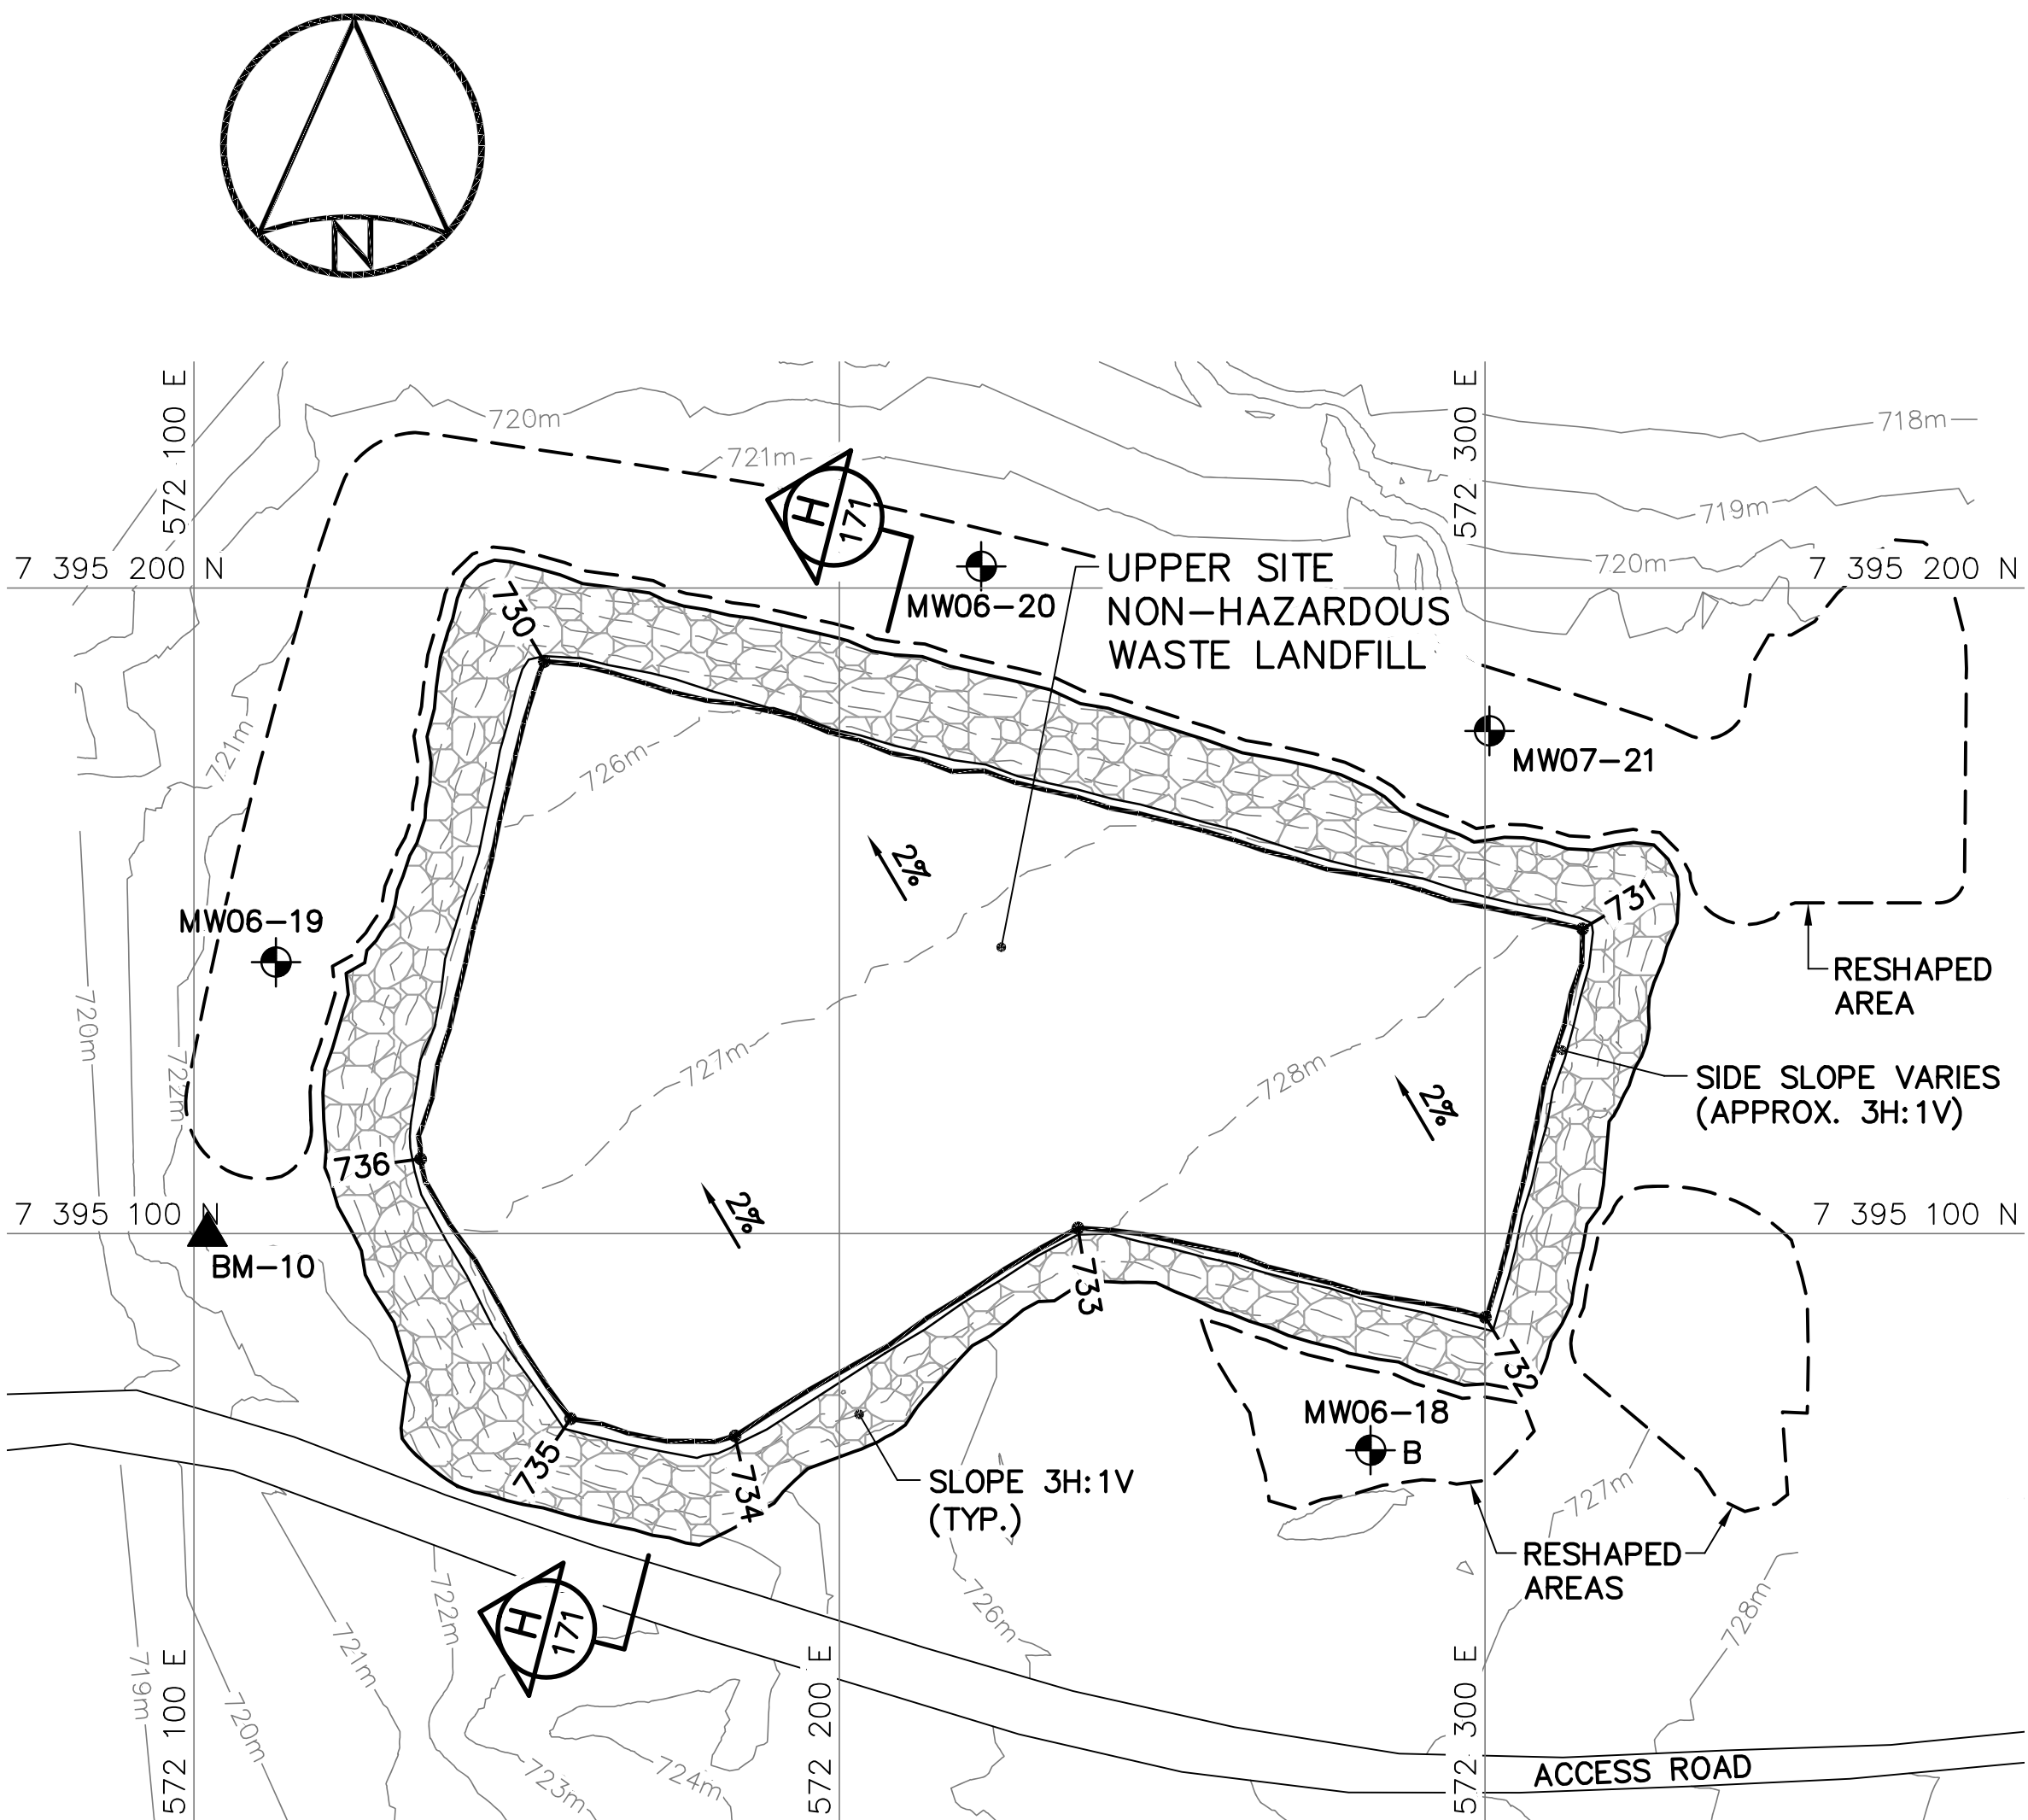 N
572 100 E
572 300 E
720m
718m
721m
719m
H
171
7 395 200 N
720m
7 395 200 N
UPPER SITE
NON-HAZARDOUS
WASTE LANDFILL
730
MW06-20
721m
726m
MW07-21
2%
731
MW06-19
RESHAPED
AREA
720m
722m
727m
728m
SIDE SLOPE VARIES
(APPROX. 3H:1V)
2%
736
7 395 100 N
2%
7 395 100 N
BM-10
733
732
MW06-18
B
735
734
SLOPE 3H:1V
(TYP.)
727m
RESHAPED
AREAS
722m
726m
728m
H
171
721m
719m
720m
572 100 E
572 200 E
572 300 E
723m
724m
ACCESS ROAD